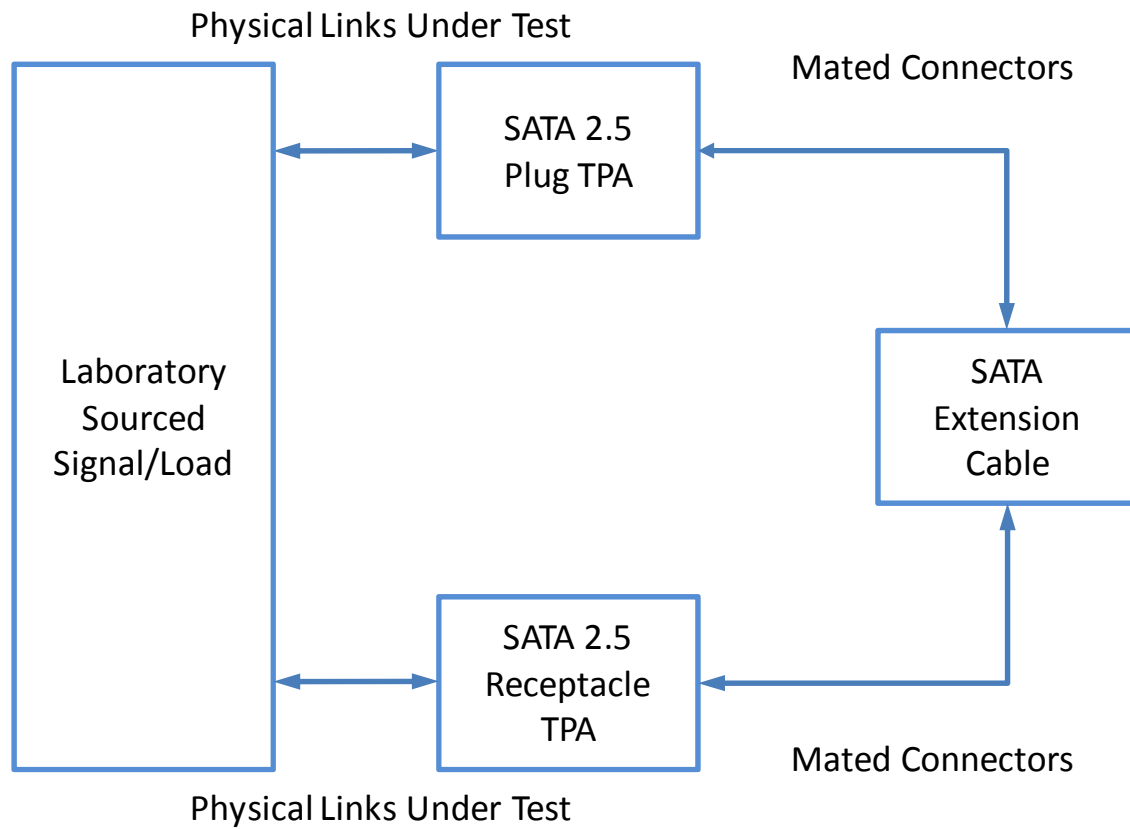 Physical Links Under Test
Mated Connectors
SATA 2.5
Plug TPA
Laboratory
Sourced
Signal/Load
SATA
Extension
Cable
SATA 2.5
Receptacle
TPA
Mated Connectors
Physical Links Under Test